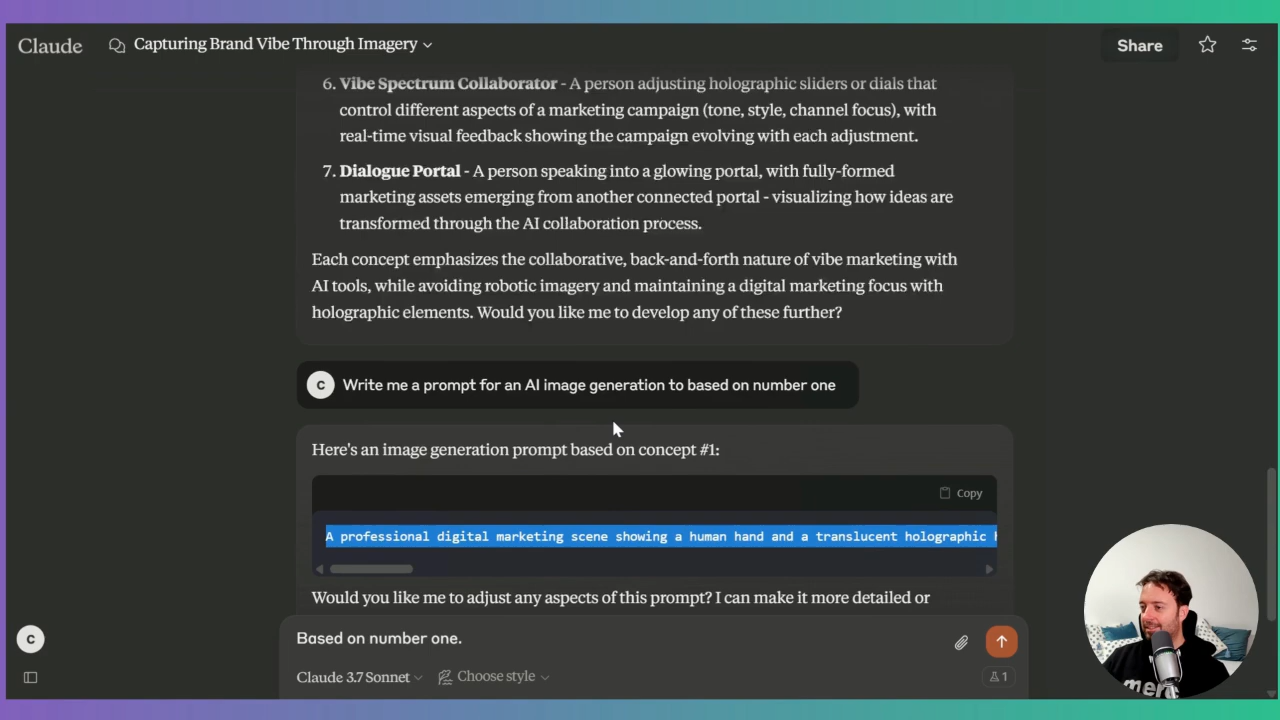 Claude
Capturing Brand Vibe Through Imagery
Share
6. Vibe Spectrum Collaborator - A person adjusting holographic sliders or dials that
control different aspects of a marketing campaign (tone, style, channel focus), with
real-time visual feedback showing the campaign evolving with each adjustment.
7. Dialogue Portal - A person speaking into a glowing portal, with fully-formed
marketing assets emerging from another connected portal - visualizing how ideas are
transformed through the AI collaboration process.
Each concept emphasizes the collaborative, back-and-forth nature of vibe marketing with
AI tools, while avoiding robotic imagery and maintaining a digital marketing focus with
holographic elements. Would you like me to develop any of these further?
C
Write me a prompt for an AI image generation to based on number one
Here's an image generation prompt based on concept #1:
Copy
A professional digital marketing scene showing a human hand and a translucent holographic
Would you like me to adjust any aspects of this prompt? I can make it more detailed or
Based on number one.
C
Claude 3.7 Sonnet
Choose style
1